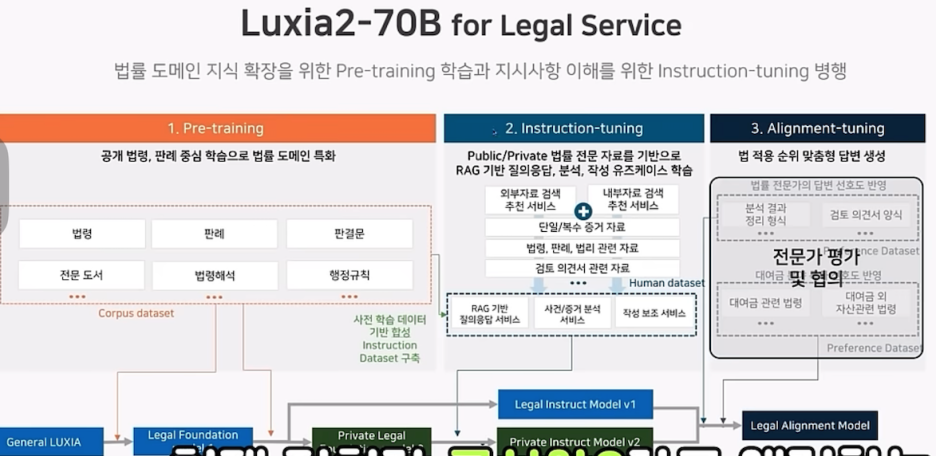 Luxia2-70B for Legal Service
법률 도메인 지식 확장을 위한 Pre-training 학습과 지시사항 이해를 위한 Instruction-tuning 병행
1. Pre-training
공개 법령, 판례 중심 학습으로 법률 도메인 특화
법령
판례
판결문
전문 도서
법령해석
행정규칙
Corpus dataset
사전 학습 데이터
기반 합성
Instruction
Dataset 구축
2. Instruction-tuning
Public/Private 법률 전문 자료를 기반으로
RAG 기반 질의응답, 분석, 작성 유즈케이스 학습
외부자료 검색
추천 서비스
내부자료 검색
추천 서비스
단일/복수 증거 자료
법령, 판례, 법리 관련 자료
검토 의견서 관련 자료
Human dataset
RAG 기반
질의응답 서비스
사건/증거 분석
서비스
작성 보조 서비스
3. Alignment-tuning
법 적용 순위 맞춤형 답변 생성
법률 전문가의 답변 선호도 반영
분석 결과
정리 형식
검토 의견서 양식
Preference Dataset
전문가 평가
및 협의
대여금 선호도 반영
대여금 관련 법령
대여금 외
자산관련 법령
Preference Dataset
General LUXIA
Legal Foundation
Private Legal
Legal Instruct Model v1
Private Instruct Model v2
Legal Alignment Model